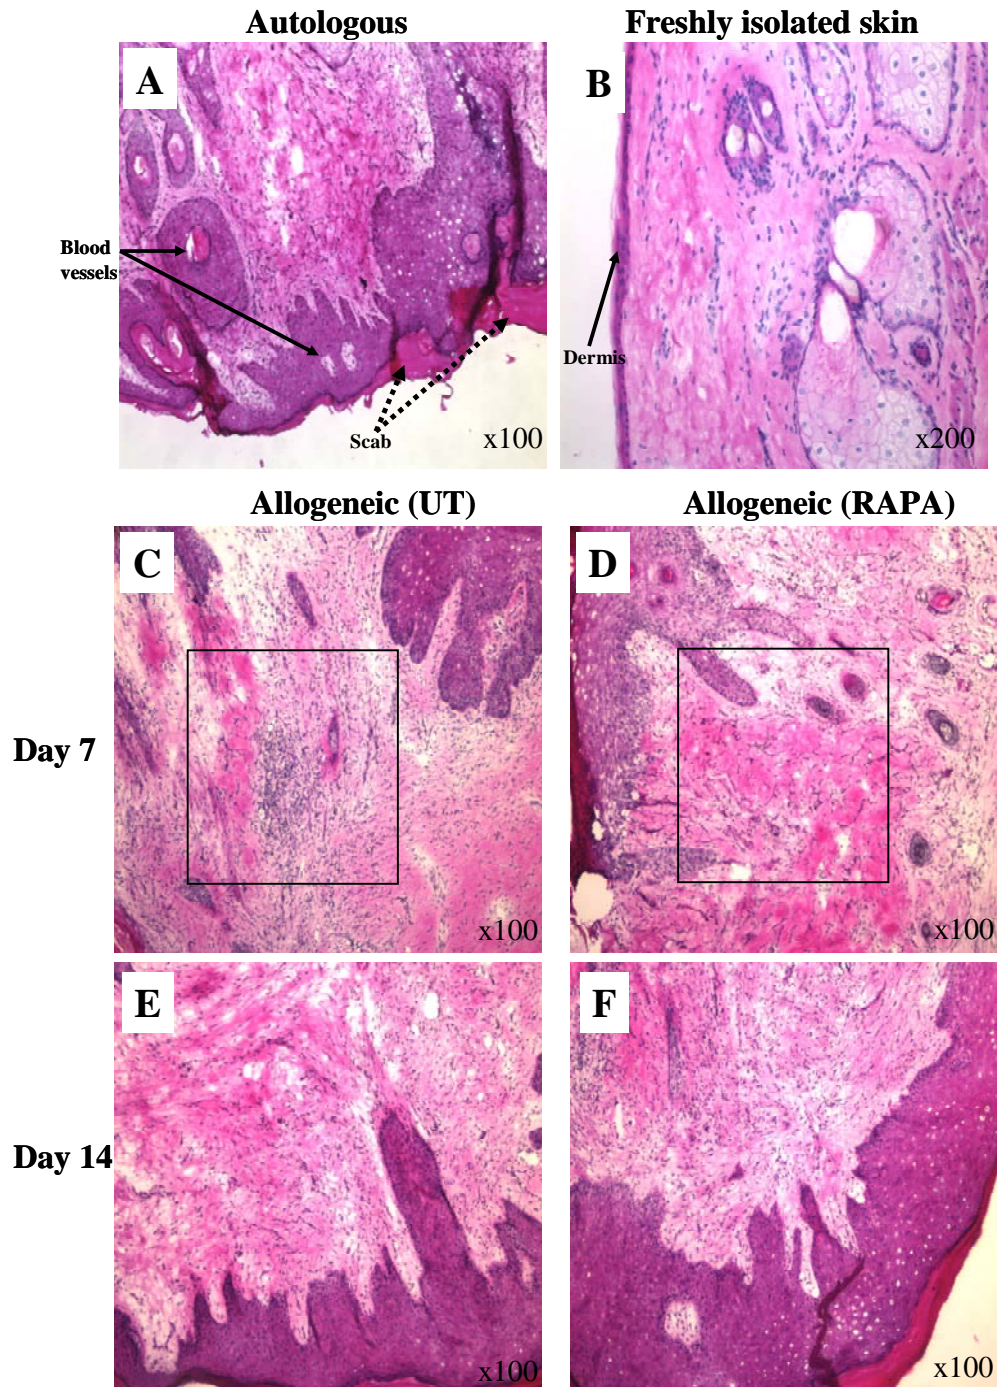 Autologous
Freshly isolated skin
A
B
Blood
vessels
Dermis
Scab
x100
x200
Allogeneic (UT)
Allogeneic (RAPA)
C
D
Day 7
x100
x100
E
F
Day 14
x100
x100